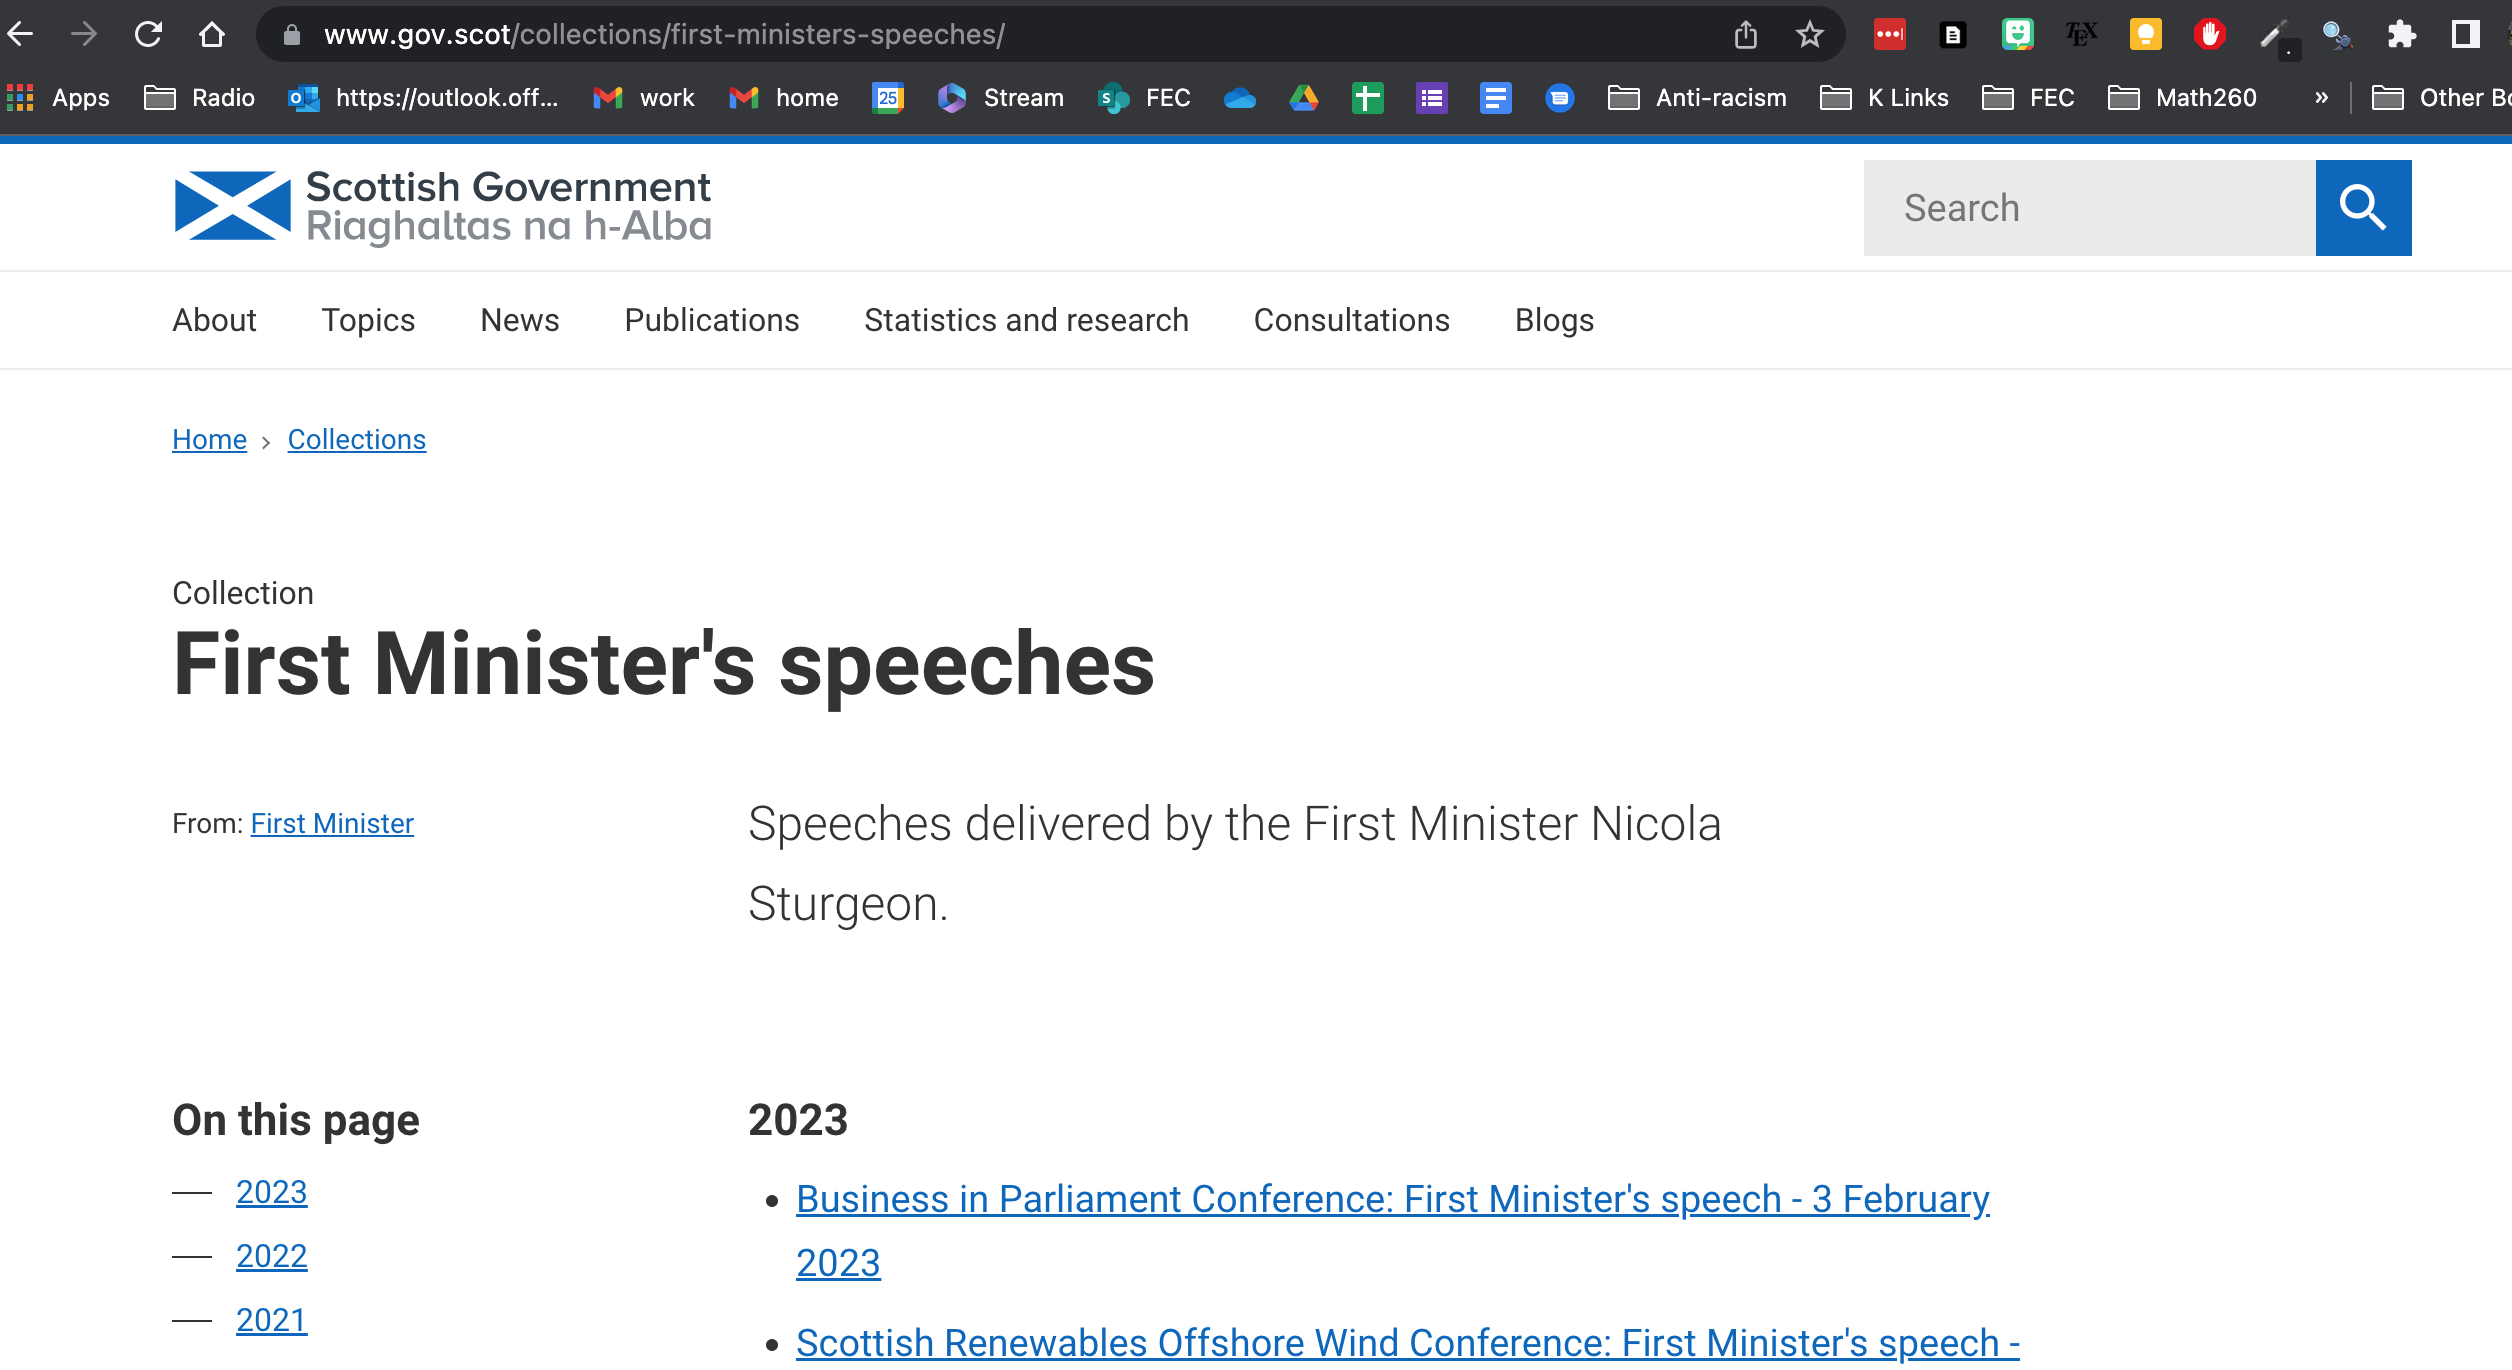 www.gov.scot/collections/first-ministers-speeches/
Apps Radio https://outlook.off... work home 25 Stream S FEC Anti-racism K Links FEC Math260 » Other Bo
Scottish Government
Riaghaltas na h-Alba
Search
About Topics News Publications Statistics and research Consultations Blogs
Home › Collections
Collection
First Minister's speeches
From: First Minister
Speeches delivered by the First Minister Nicola
Sturgeon.
On this page
2023
2022
2021
2023
Business in Parliament Conference: First Minister's speech - 3 February
2023
Scottish Renewables Offshore Wind Conference: First Minister's speech -